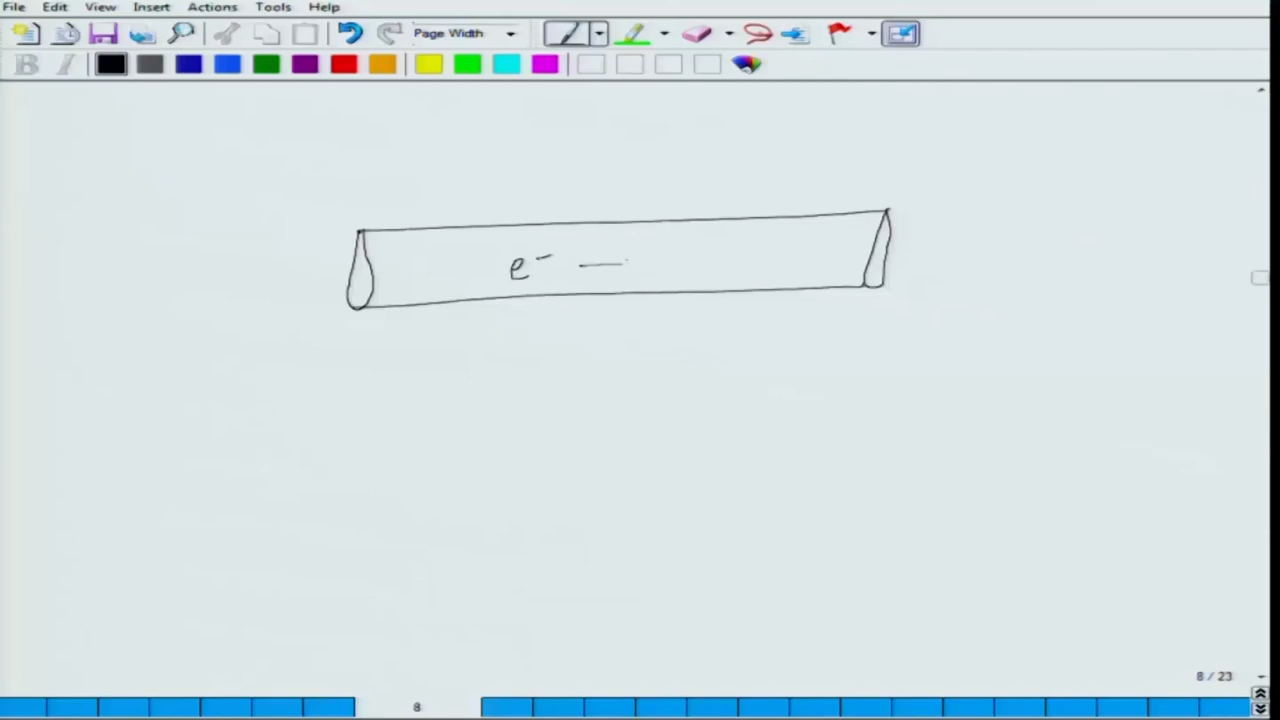 File Edit View Insert Actions Tools Help
Page Width
B I
e⁻ —
8 / 23
8